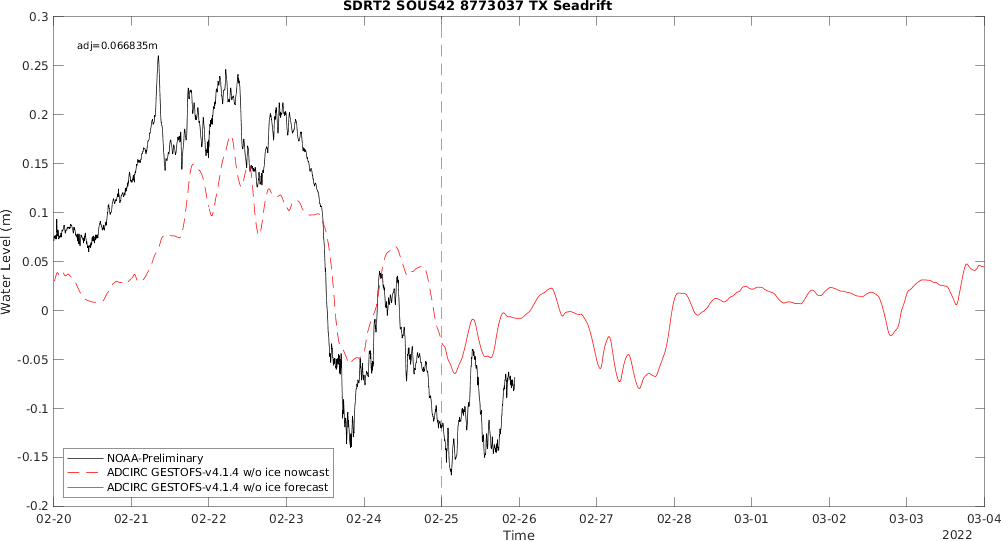 SDRT2 SOUS42 8773037 TX Seadrift
adj=0.066835m
0.3
0.25
0.2
0.15
0.1
0.05
0
-0.05
-0.1
-0.15
-0.2
Water Level (m)
NOAA-Preliminary
ADCIRC GESTOFS-v4.1.4 w/o ice nowcast
ADCIRC GESTOFS-v4.1.4 w/o ice forecast
02-20 02-21 02-22 02-23 02-24 02-25 02-26 02-27 02-28 03-01 03-02 03-03 03-04
Time
2022